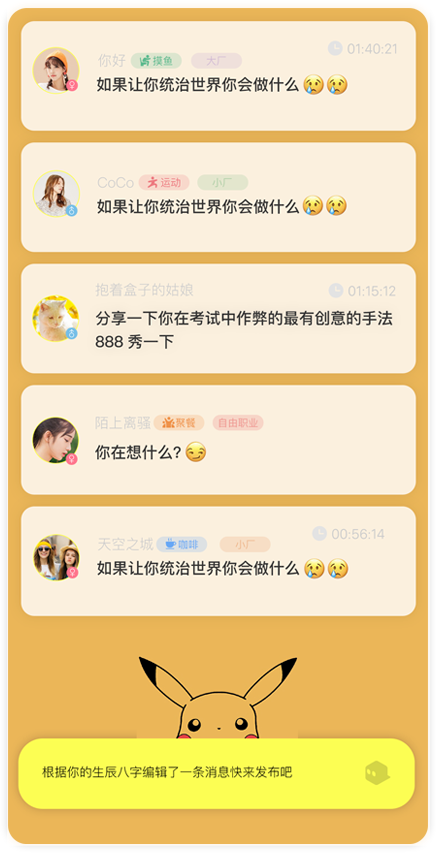 你好 摸鱼 大厂 01:40:21
如果让你统治世界你会做什么 😢😢
CoCo 运动 小厂
如果让你统治世界你会做什么 😢😢
抱着盒子的姑娘 01:15:12
分享一下你在考试中作弊的最有创意的手法
888 秀一下
陌上离骚 聚餐 自由职业
你在想什么? 😏
天空之城 咖啡 小厂 00:56:14
如果让你统治世界你会做什么 😢😢
根据你的生辰八字编辑了一条消息快来发布吧